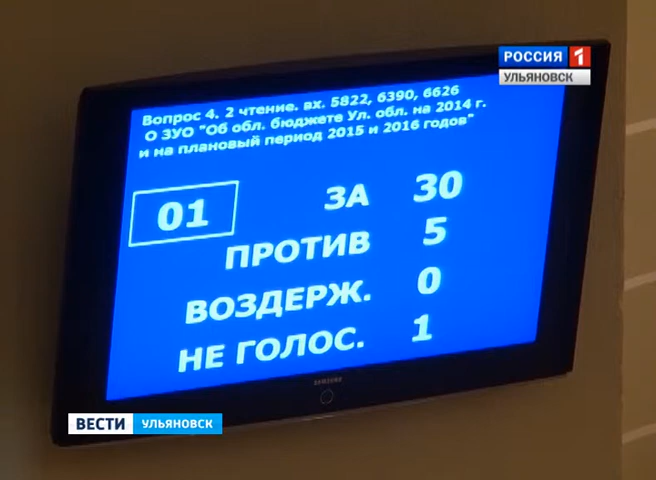 РОССИЯ 1
УЛЬЯНОВСК
Вопрос 4. 2 чтение. вх. 5822, 6390, 6626
О ЗУО "Об обл. бюджете Ул. обл. на 2014 г.
и на плановый период 2015 и 2016 годов"
01
ЗА 30
ПРОТИВ 5
ВОЗДЕРЖ. 0
НЕ ГОЛОС. 1
SAMSUNG
ВЕСТИ УЛЬЯНОВСК